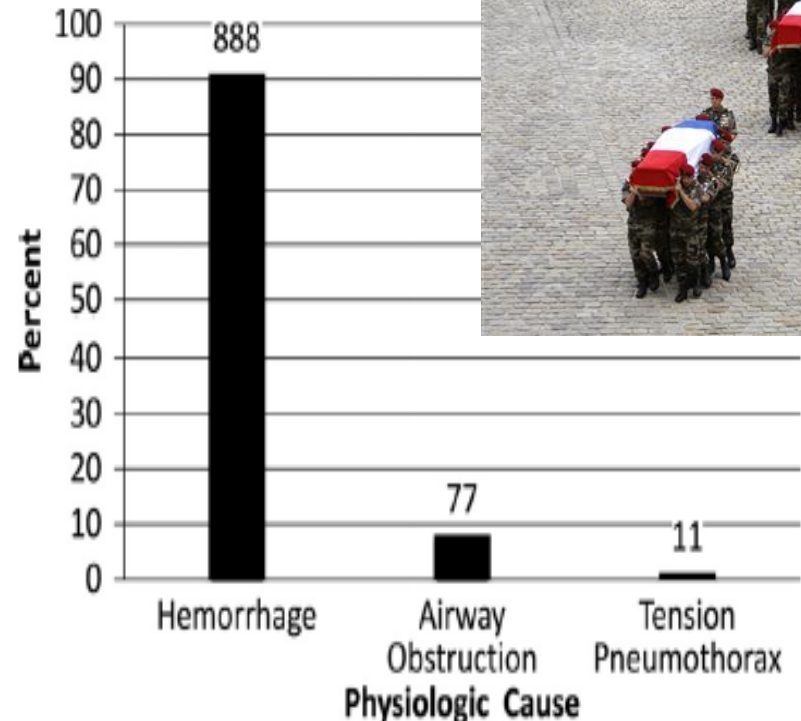 Percent
100
90
80
70
60
50
40
30
20
10
0
888
77
11
Hemorrhage
Airway
Obstruction
Tension
Pneumothorax
Physiologic Cause